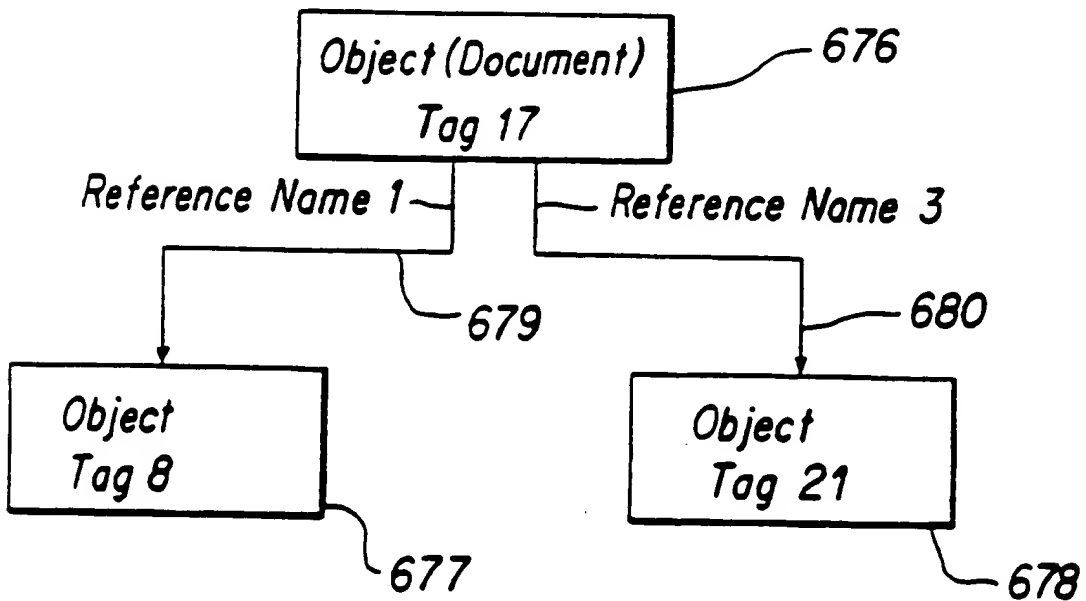 Object (Document)
Tag 17
676
Reference Name 1
Reference Name 3
679
680
Object
Tag 8
677
Object
Tag 21
678